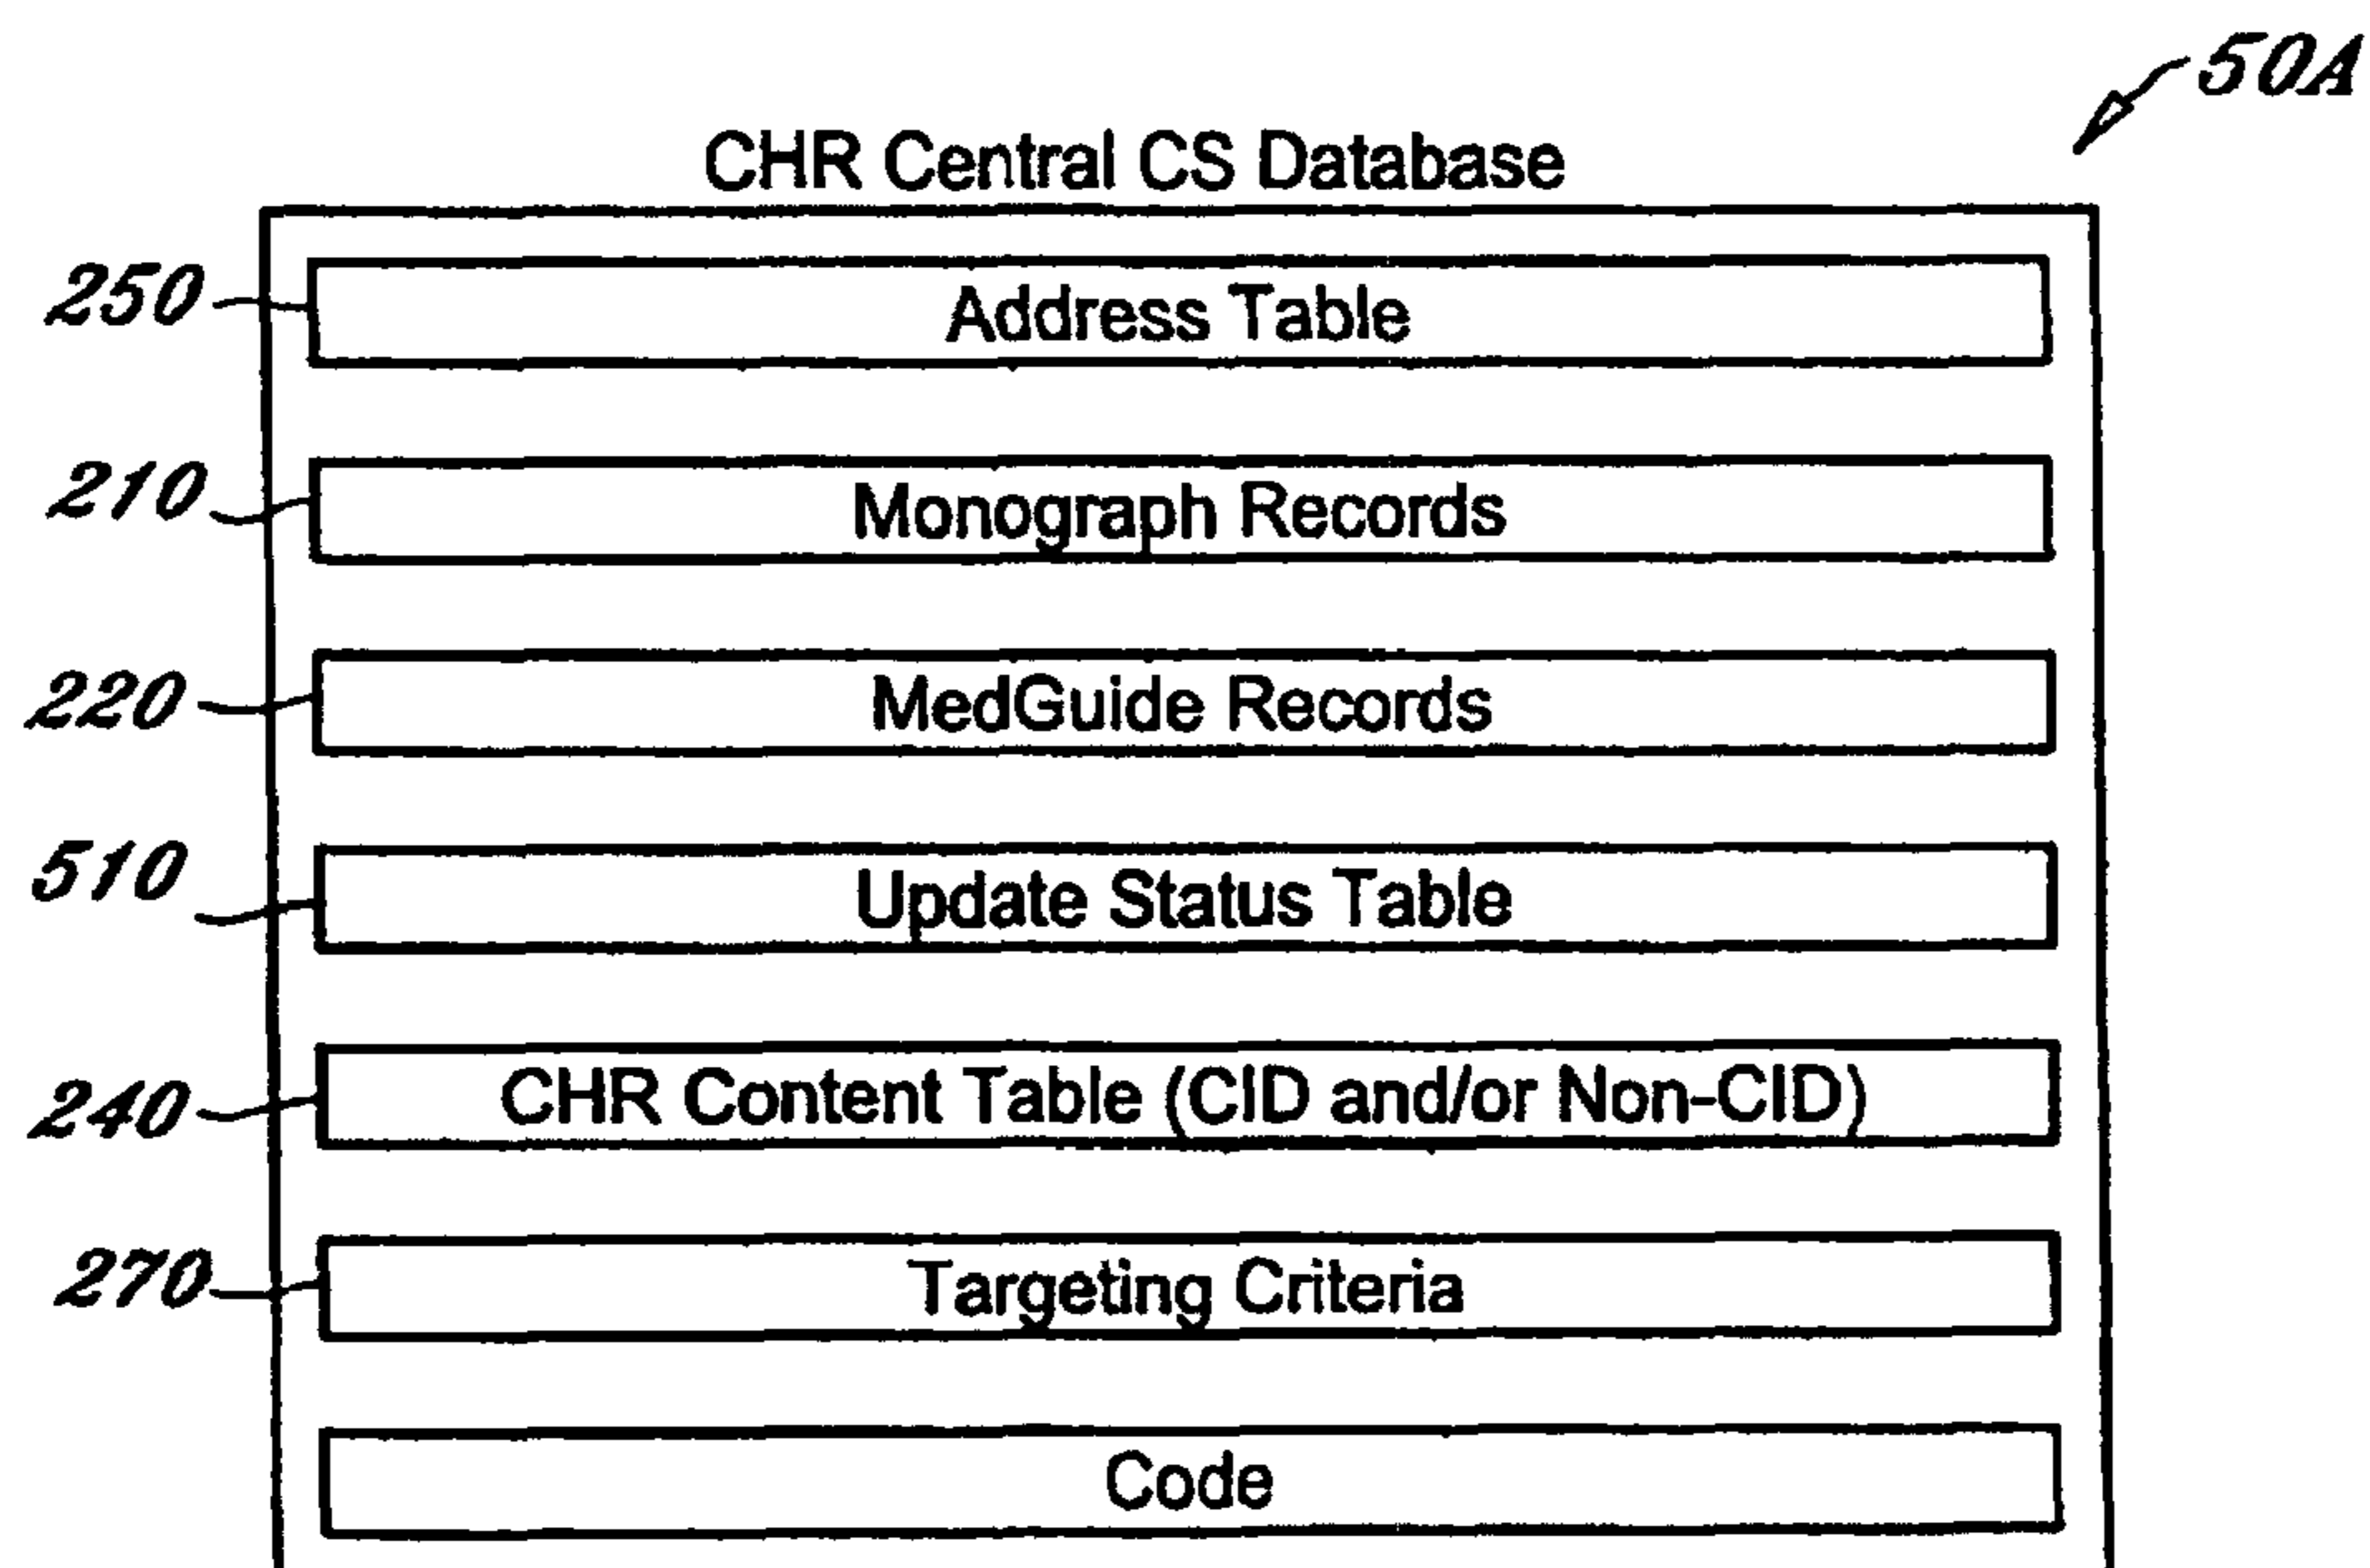 50A
CHR Central CS Database
250 Address Table
210 Monograph Records
220 MedGuide Records
510 Update Status Table
240 CHR Content Table (CID and/or Non-CID)
270 Targeting Criteria
Code